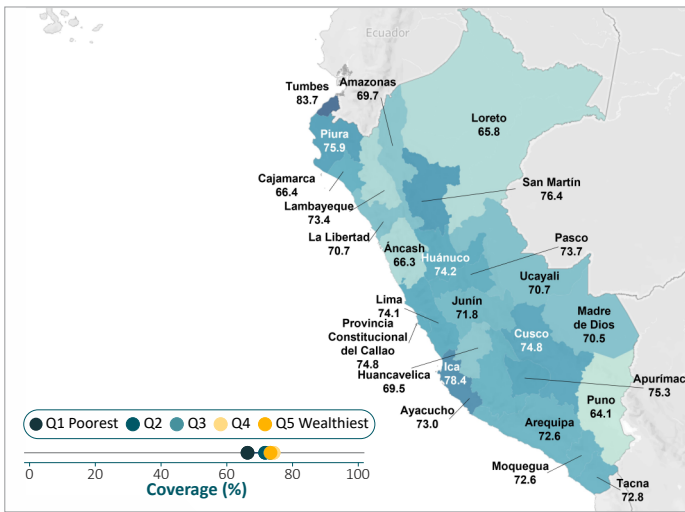 Ecuador
Tumbes
83.7
Amazonas
69.7
Loreto
65.8
Piura
75.9
Cajamarca
66.4
Lambayeque
73.4
San Martín
76.4
La Libertad
70.7
Áncash
66.3
Huánuco
74.2
Pasco
73.7
Ucayali
70.7
Lima
74.1
Junín
71.8
Madre
de Dios
70.5
Provincia
Constitucional
del Callao
74.8
Cusco
74.8
Huancavelica
69.5
Ica
78.4
Apurímac
75.3
Puno
64.1
Ayacucho
73.0
Arequipa
72.6
Moquegua
72.6
Tacna
72.8
Q1 Poorest Q2 Q3 Q4 Q5 Wealthiest
0 20 40 60 80 100
Coverage (%)